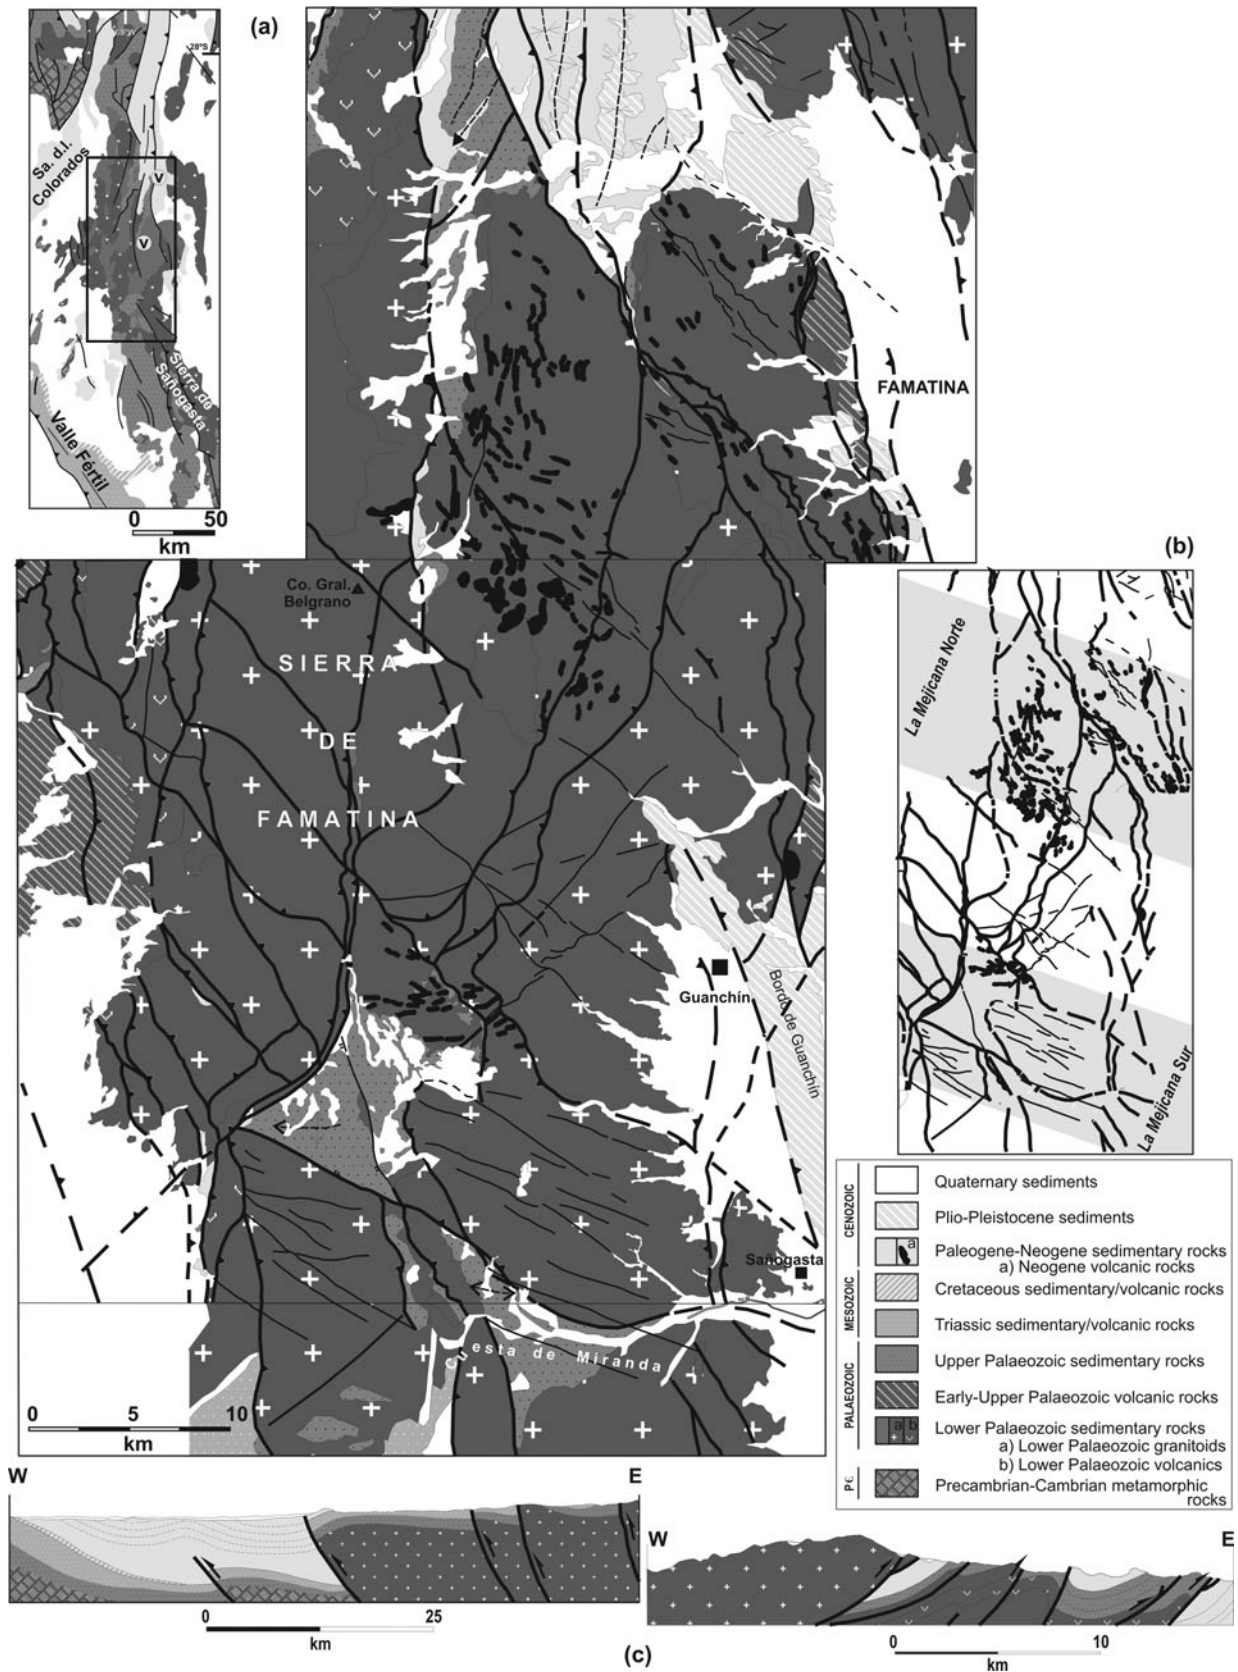 (a)
28°S
Sa. d.l.
Colorados
V
V
Sierra de
Sañogasta
Valle Fértil
0 50
km
FAMATINA
(b)
Co. Gral.
Belgrano
SIERRA
DE
FAMATINA
La Mejicana Norte
La Mejicana Sur
Guanchín
Bordo de Guanchín
Sañogasta
Cuesta de Miranda
0 5 10
km
CENOZOIC
Quaternary sediments
Plio-Pleistocene sediments
a
Paleogene-Neogene sedimentary rocks
a) Neogene volcanic rocks
MESOZOIC
Cretaceous sedimentary/volcanic rocks
Triassic sedimentary/volcanic rocks
PALAEOZOIC
Upper Palaeozoic sedimentary rocks
Early-Upper Palaeozoic volcanic rocks
a b
Lower Palaeozoic sedimentary rocks
a) Lower Palaeozoic granitoids
b) Lower Palaeozoic volcanics
P€
Precambrian-Cambrian metamorphic
rocks
W E
0 25
km
W E
0 10
km
(c)